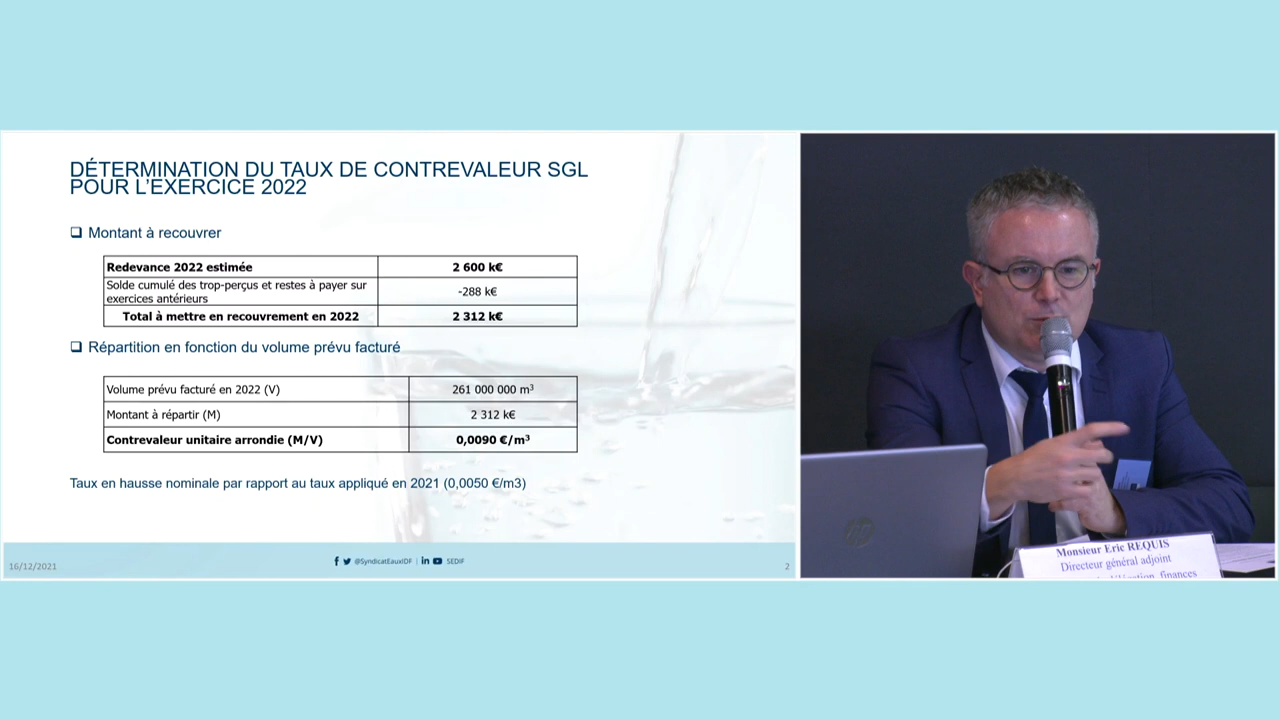 DÉTERMINATION DU TAUX DE CONTREVALEUR SGL
POUR L'EXERCICE 2022
Montant à recouvrer
Redevance 2022 estimée 2 600 k€
Solde cumulé des trop-perçus et restes à payer sur
exercices antérieurs -288 k€
Total à mettre en recouvrement en 2022 2 312 k€
Répartition en fonction du volume prévu facturé
Volume prévu facturé en 2022 (V) 261 000 000 m³
Montant à répartir (M) 2 312 k€
Contrevaleur unitaire arrondie (M/V) 0,0090 €/m³
Taux en hausse nominale par rapport au taux appliqué en 2021 (0,0050 €/m3)
16/12/2021
@SyndicatEauxIDF | SEDIF
2
hp
Monsieur Eric REQUIS
Directeur général adjoint
finances